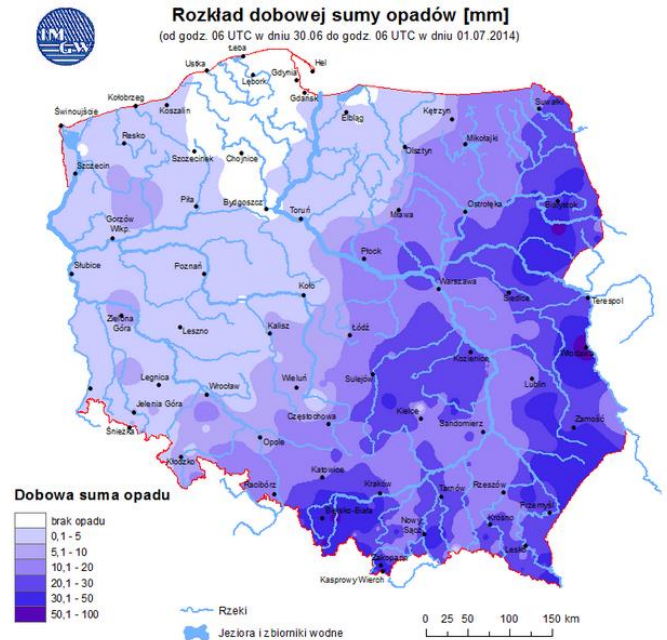 IM
GW
Rozkład dobowej sumy opadów [mm]
(od godz. 06 UTC w dniu 30.06 do godz. 06 UTC w dniu 01.07.2014)
Łeba
Ustka
Lębork
Gdynia
Hel
Gdańsk
Kołobrzeg
Koszalin
Świnoujście
Resko
Elbląg
Kętrzyn
Suwałki
Mikołajki
Olsztyn
Szczecin
Szczecinek
Chojnice
Piła
Bydgoszcz
Toruń
Mława
Ostrołęka
Białystok
Gorzów
Wlkp.
Słubice
Poznań
Koło
Płock
Warszawa
Siedlce
Terespol
Zielona
Góra
Leszno
Kalisz
Łódź
Kozienice
Włodawa
Legnica
Wrocław
Wieluń
Sulejów
Lublin
Jelenia Góra
Śnieżka
Kłodzko
Opole
Częstochowa
Kielce
Sandomierz
Zamość
Racibórz
Katowice
Kraków
Tarnów
Rzeszów
Przemyśl
Bielsko-Biała
Nowy
Sącz
Krosno
Lesko
Zakopane
Kasprowy Wierch
Dobowa suma opadu
brak opadu
0,1 - 5
5,1 - 10
10,1 - 20
20,1 - 30
30,1 - 50
50,1 - 100
Rzeki
Jeziora i zbiorniki wodne
0 25 50 100 150 km